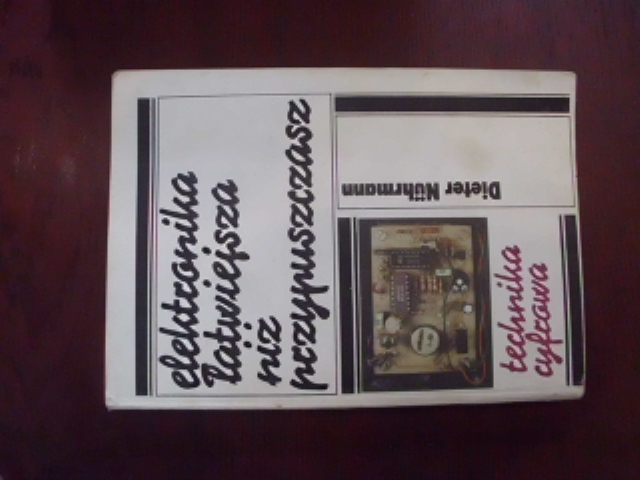 elektronika
łatwiejsza
niż
przypuszczasz
Dieter Nührmann
technika
cyfrowa